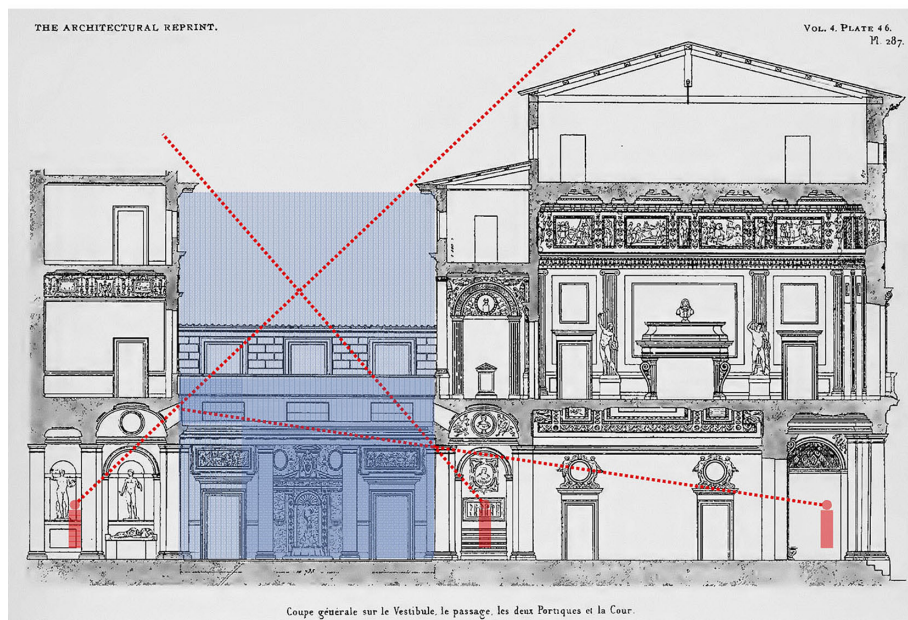 THE ARCHITECTURAL REPRINT.
VOL. 4, PLATE 46.
Pl. 287.
Coupe générale sur le Vestibule, le passage, les deux Portiques et la Cour.